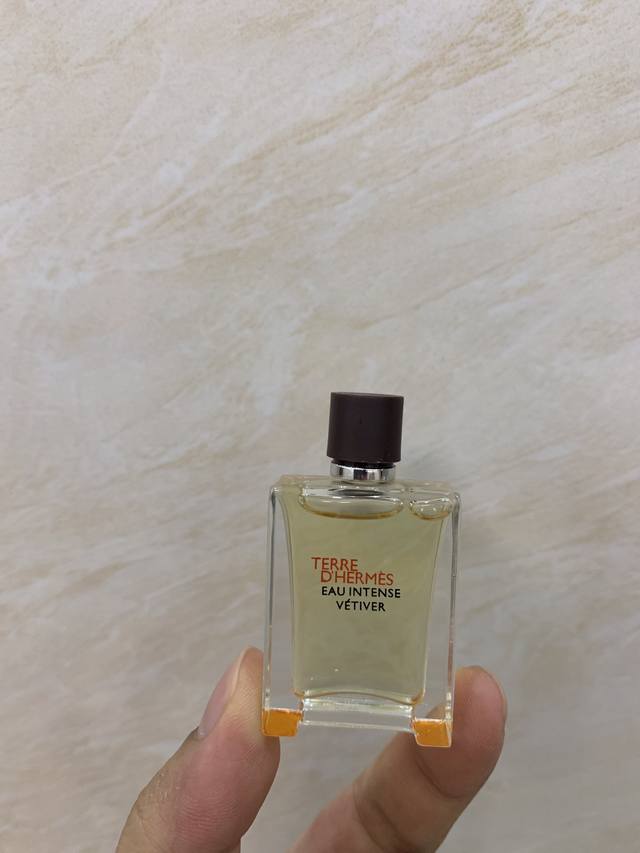 TERRE
D'HERMÈS
EAU INTENSE
VÉTIVER